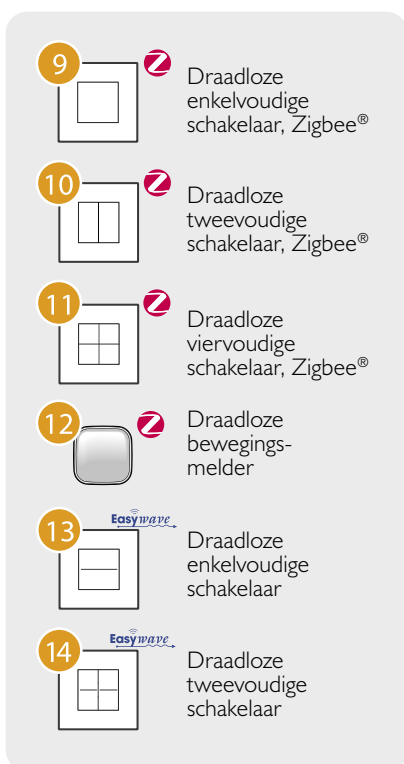 9
Draadloze
enkelvoudige
schakelaar, Zigbee®
10
Draadloze
tweevoudige
schakelaar, Zigbee®
11
Draadloze
viervoudige
schakelaar, Zigbee®
12
Draadloze
bewegings-
melder
13
Easywave
Draadloze
enkelvoudige
schakelaar
14
Easywave
Draadloze
tweevoudige
schakelaar